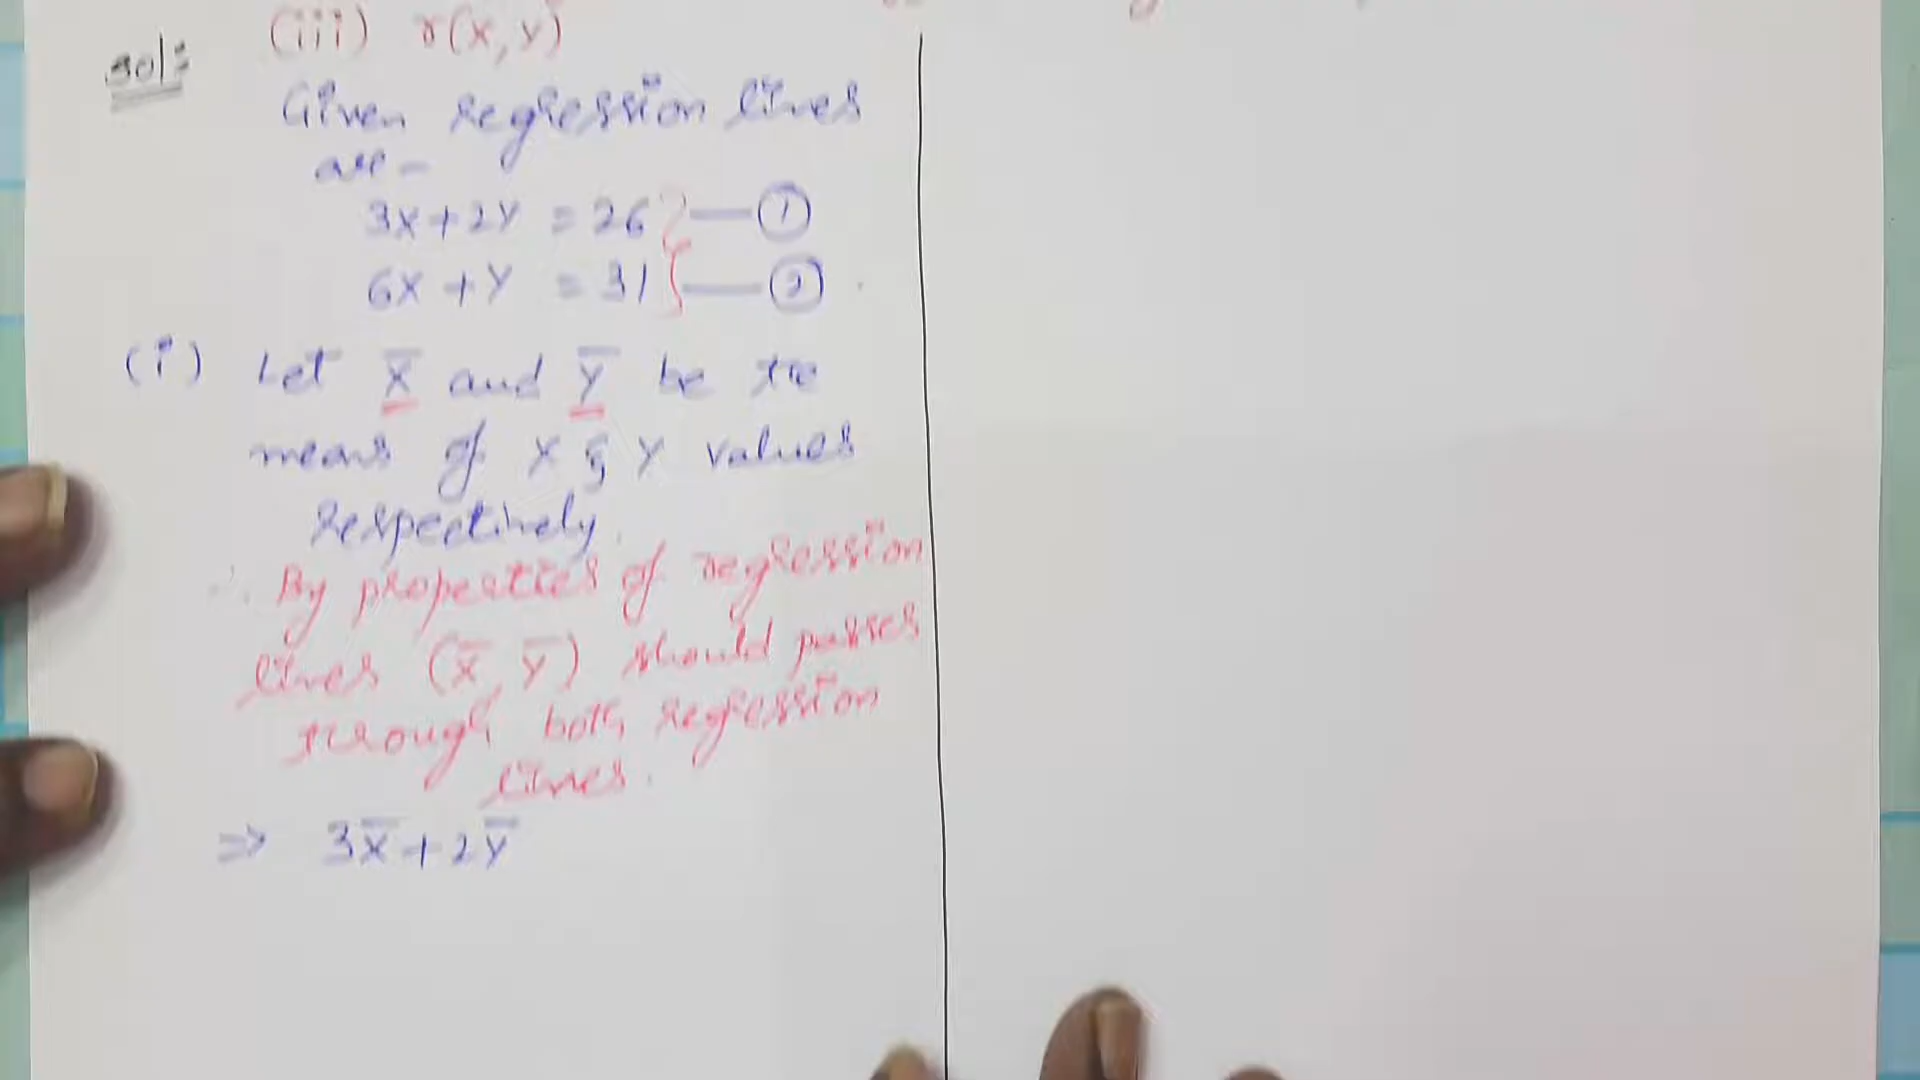 (iii) r(x, y)
sol:
Given regression lines
are -
3x+2y = 26 } — ①
6x+y = 31 } — ②
(i) Let x̄ and ȳ be the
means of x & y values
respectively.
∴ By properties of regression
lines (x̄, ȳ) should passes
through both regression
lines.
⇒ 3x̄+2ȳ